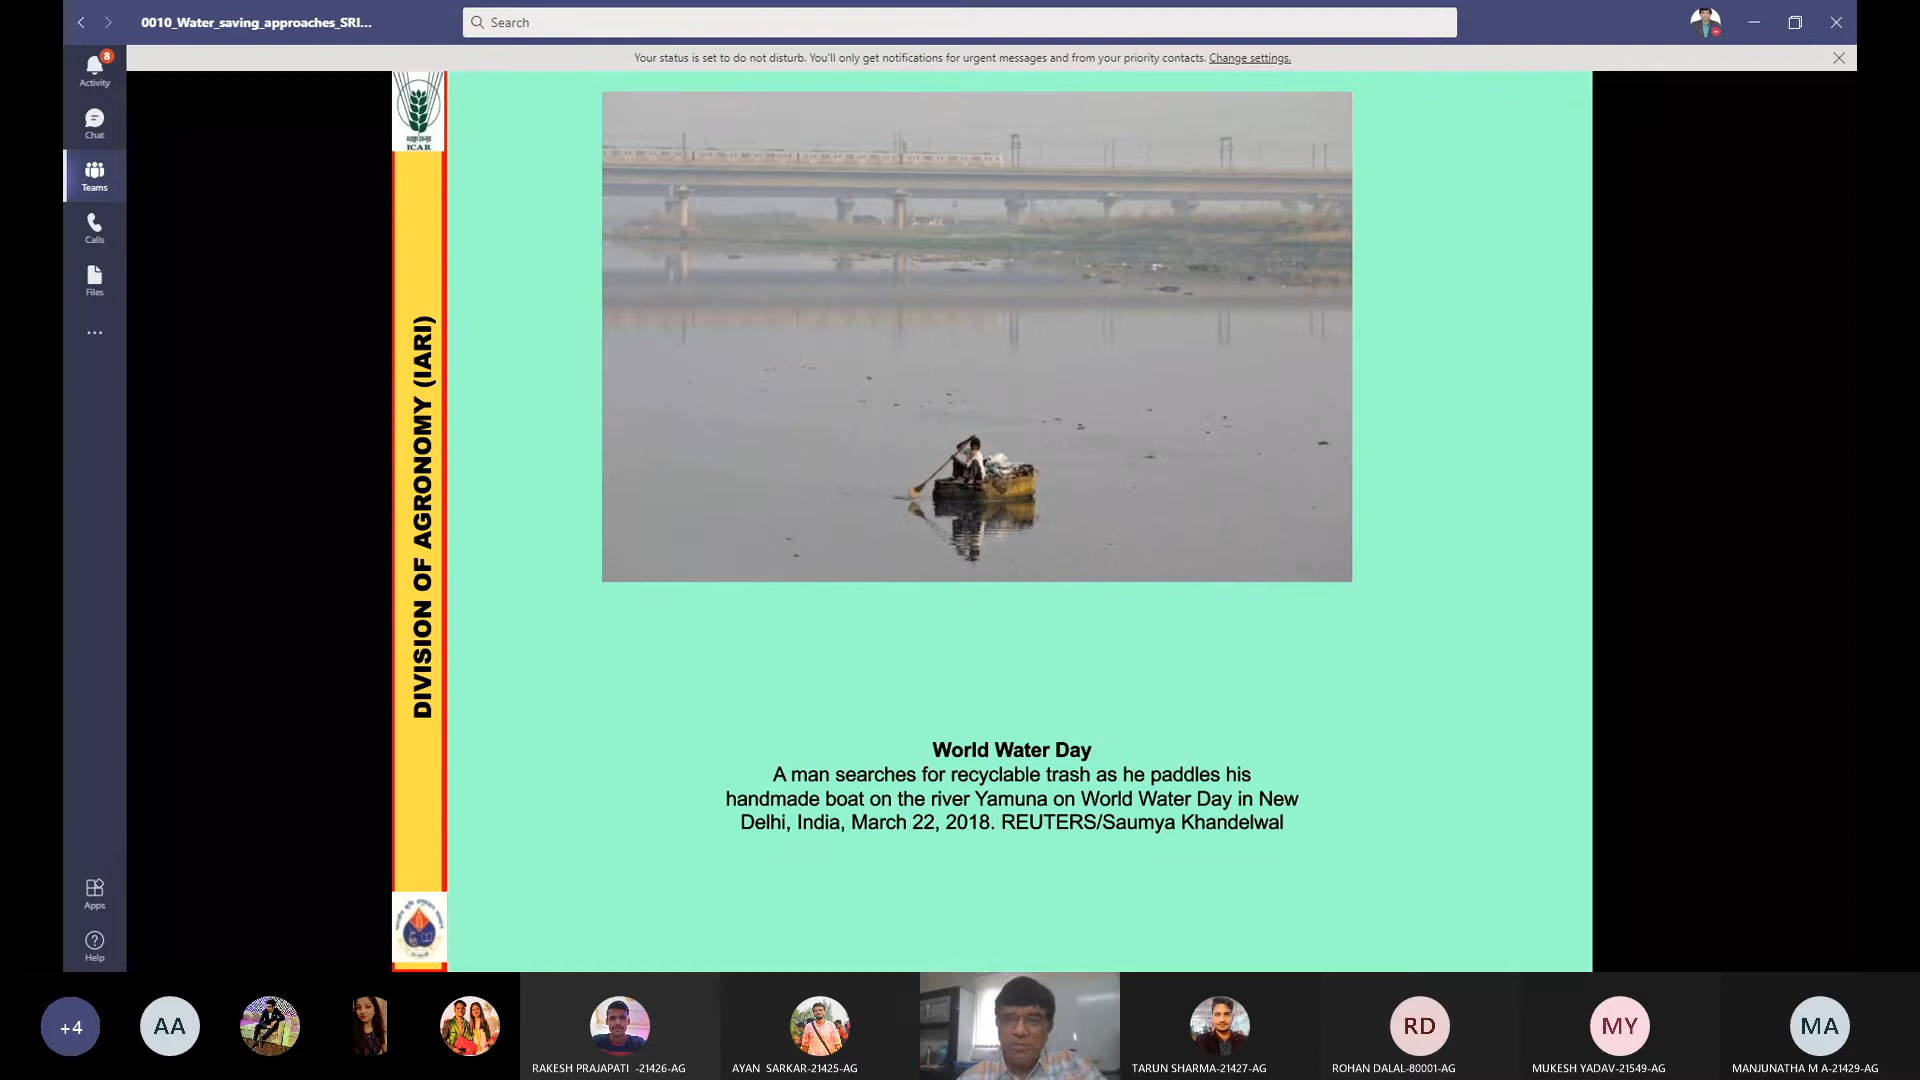 0010_Water_saving_approaches_SRI...
Search
Your status is set to do not disturb. You'll only get notifications for urgent messages and from your priority contacts. Change settings.
8
Activity
Chat
Teams
Calls
Files
...
Apps
Help
ICAR
DIVISION OF AGRONOMY (IARI)
World Water Day
A man searches for recyclable trash as he paddles his
handmade boat on the river Yamuna on World Water Day in New
Delhi, India, March 22, 2018. REUTERS/Saumya Khandelwal
+4
AA
RD
MY
MA
RAKESH PRAJAPATI -21426-AG
AYAN SARKAR-21425-AG
TARUN SHARMA-21427-AG
ROHAN DALAL-80001-AG
MUKESH YADAV-21549-AG
MANJUNATHA M A-21429-AG